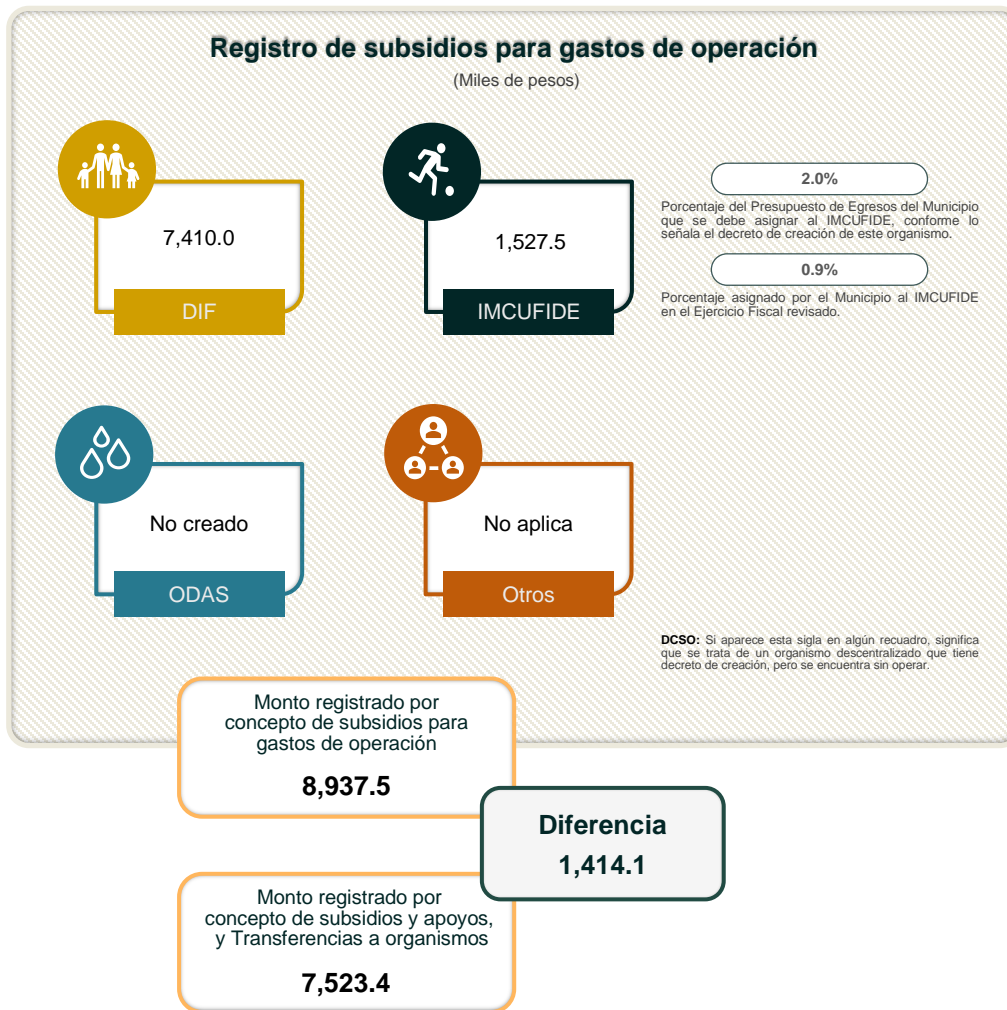 Registro de subsidios para gastos de operación
(Miles de pesos)
7,410.0
DIF
1,527.5
IMCUFIDE
2.0%
Porcentaje del Presupuesto de Egresos del Municipio
que se debe asignar al IMCUFIDE, conforme lo
señala el decreto de creación de este organismo.
0.9%
Porcentaje asignado por el Municipio al IMCUFIDE
en el Ejercicio Fiscal revisado.
No creado
ODAS
No aplica
Otros
DCSO: Si aparece esta sigla en algún recuadro, significa
que se trata de un organismo descentralizado que tiene
decreto de creación, pero se encuentra sin operar.
Monto registrado por
concepto de subsidios para
gastos de operación
8,937.5
Diferencia
1,414.1
Monto registrado por
concepto de subsidios y apoyos,
y Transferencias a organismos
7,523.4